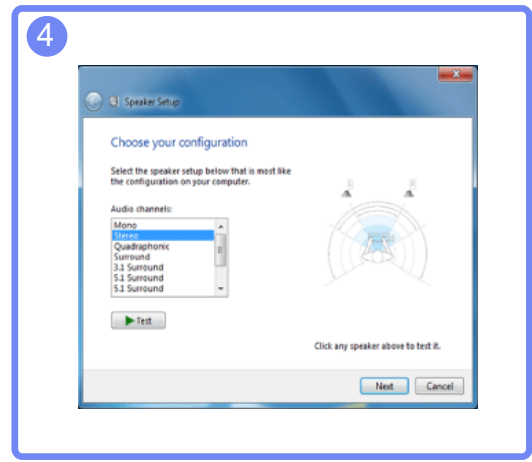 4
Speaker Setup
Choose your configuration
Select the speaker setup below that is most like
the configuration on your computer.
Audio channels:
Mono
Stereo
Quadraphonic
Surround
3.1 Surround
5.1 Surround
5.1 Surround
Test
Click any speaker above to test it.
Next
Cancel